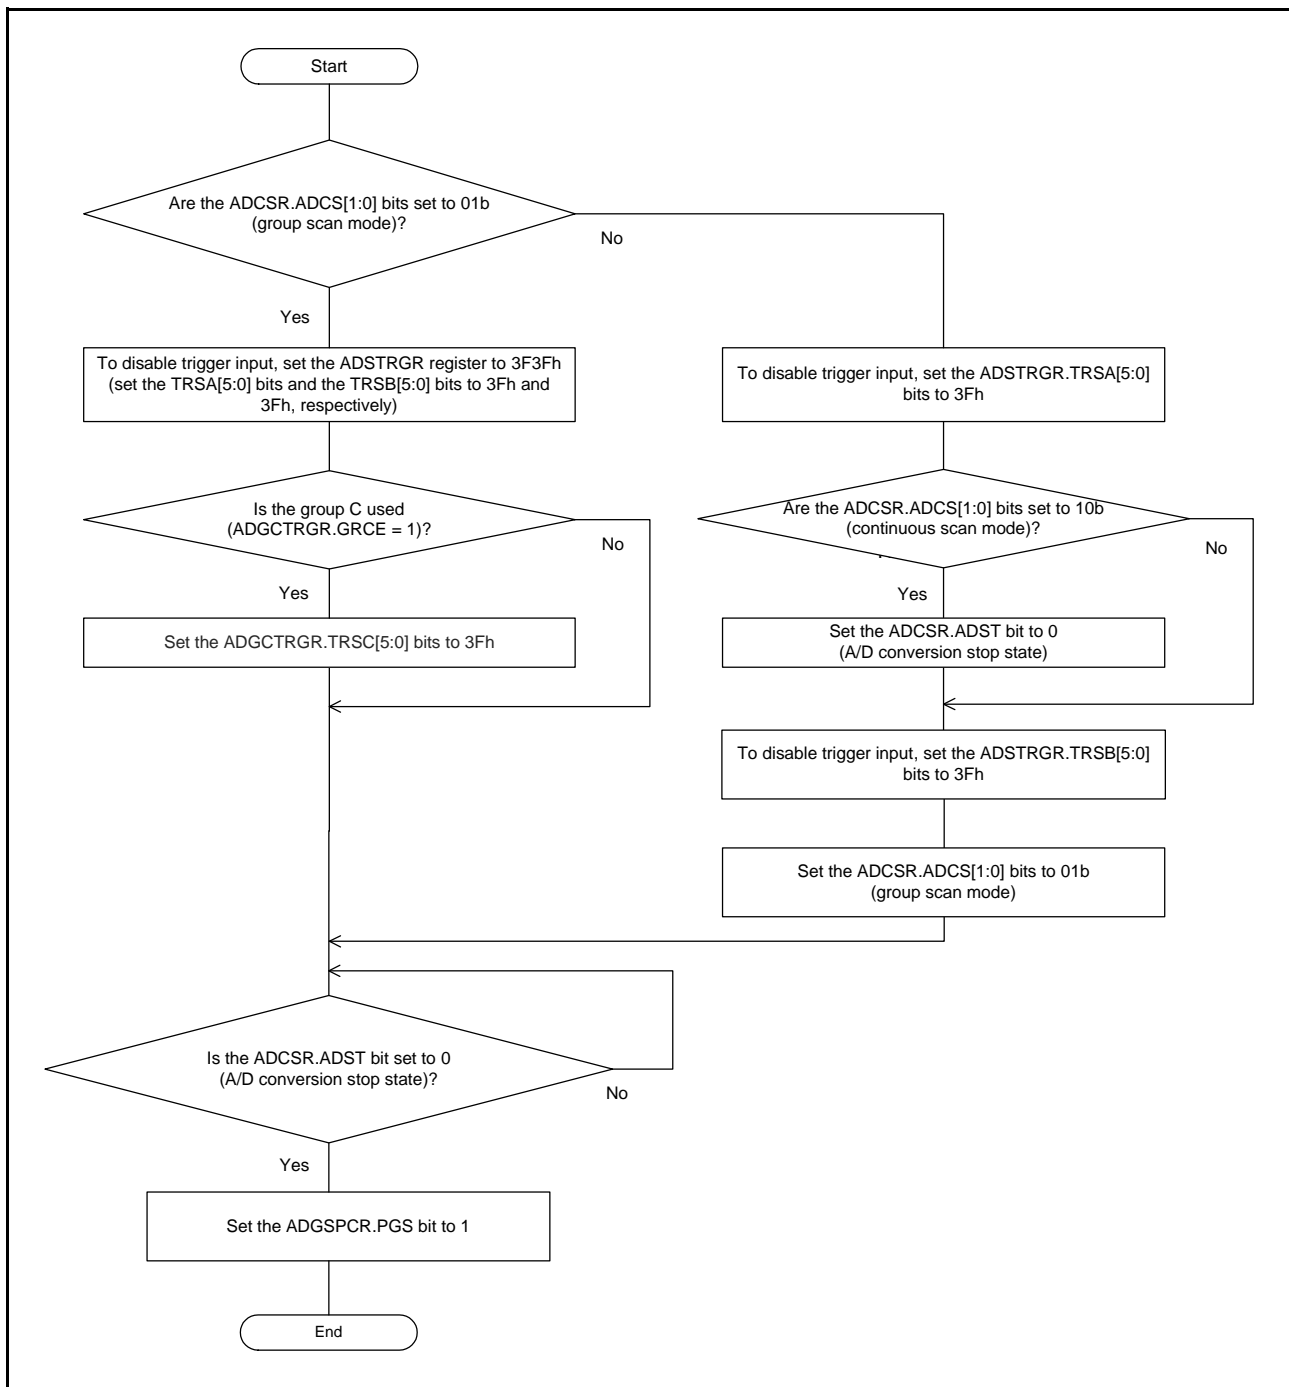 Start
Are the ADCSR.ADCS[1:0] bits set to 01b
(group scan mode)?
No
Yes
To disable trigger input, set the ADSTRGR register to 3F3Fh
(set the TRSA[5:0] bits and the TRSB[5:0] bits to 3Fh and
3Fh, respectively)
Is the group C used
(ADGCTRGR.GRCE = 1)?
No
Yes
Set the ADGCTRGR.TRSC[5:0] bits to 3Fh
To disable trigger input, set the ADSTRGR.TRSA[5:0]
bits to 3Fh
Are the ADCSR.ADCS[1:0] bits set to 10b
(continuous scan mode)?
No
Yes
Set the ADCSR.ADST bit to 0
(A/D conversion stop state)
To disable trigger input, set the ADSTRGR.TRSB[5:0]
bits to 3Fh
Set the ADCSR.ADCS[1:0] bits to 01b
(group scan mode)
Is the ADCSR.ADST bit set to 0
(A/D conversion stop state)?
No
Yes
Set the ADGSPCR.PGS bit to 1
End